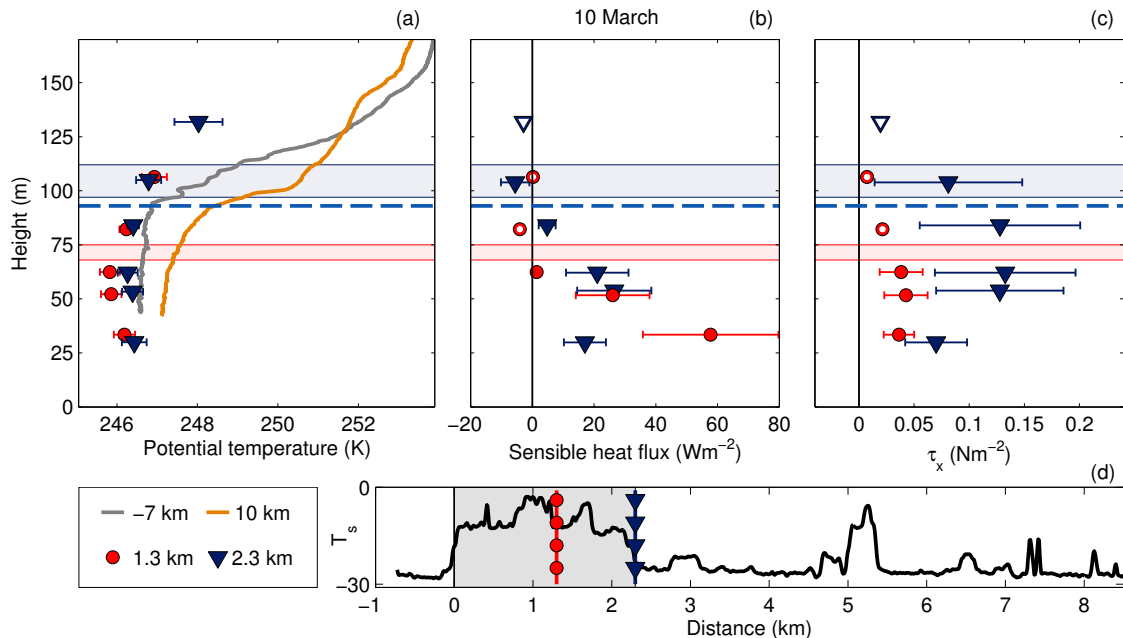 10 March
(a)
(b)
(c)
Height (m)
150
125
100
75
50
25
0
246 248 250 252
Potential temperature (K)
−20 0 20 40 60 80
Sensible heat flux (Wm⁻²)
0 0.05 0.1 0.15 0.2
τₓ (Nm⁻²)
(d)
−7 km
10 km
1.3 km
2.3 km
T_s
0
−30
−1 0 1 2 3 4 5 6 7 8
Distance (km)